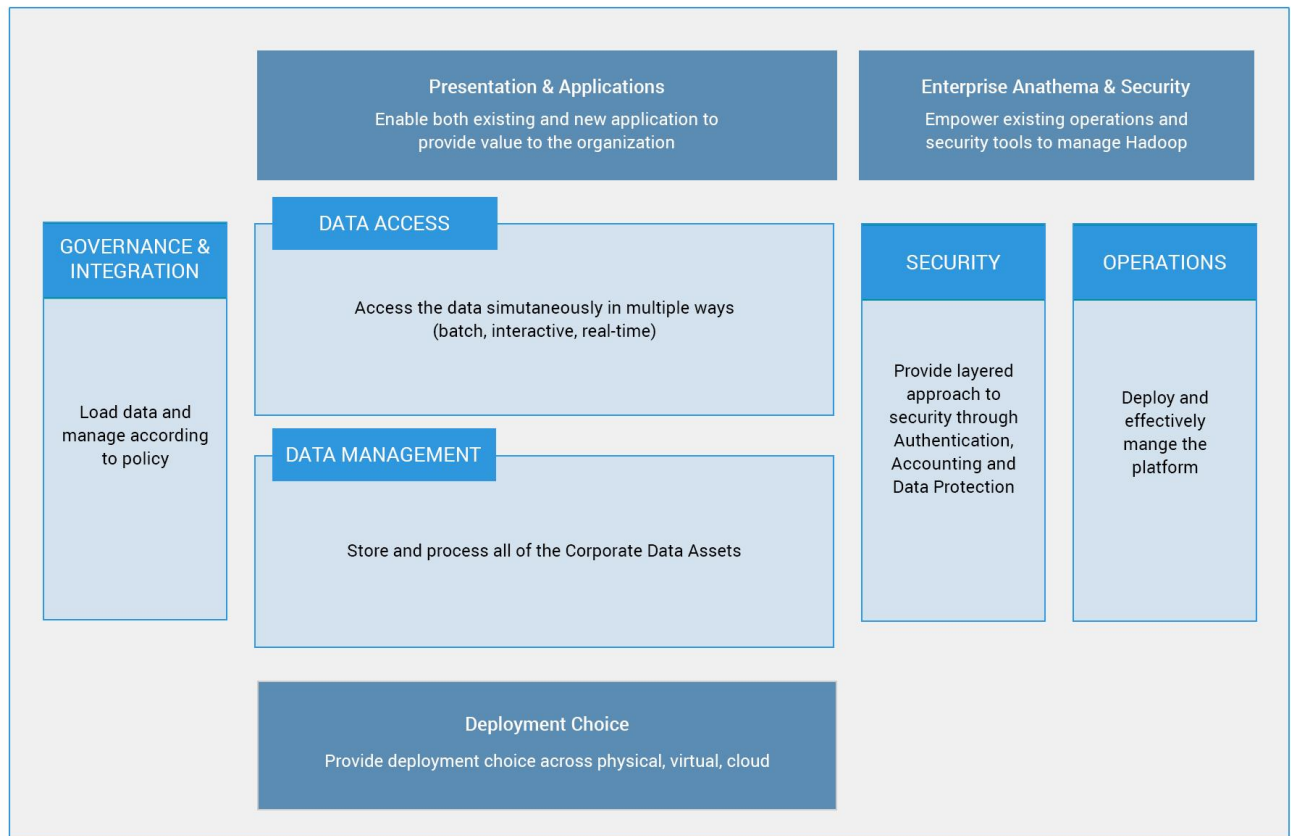 Presentation & Applications
Enable both existing and new application to
provide value to the organization
Enterprise Anathema & Security
Empower existing operations and
security tools to manage Hadoop
GOVERNANCE &
INTEGRATION
Load data and
manage according
to policy
DATA ACCESS
Access the data simutaneously in multiple ways
(batch, interactive, real-time)
DATA MANAGEMENT
Store and process all of the Corporate Data Assets
SECURITY
Provide layered
approach to
security through
Authentication,
Accounting and
Data Protection
OPERATIONS
Deploy and
effectively
mange the
platform
Deployment Choice
Provide deployment choice across physical, virtual, cloud